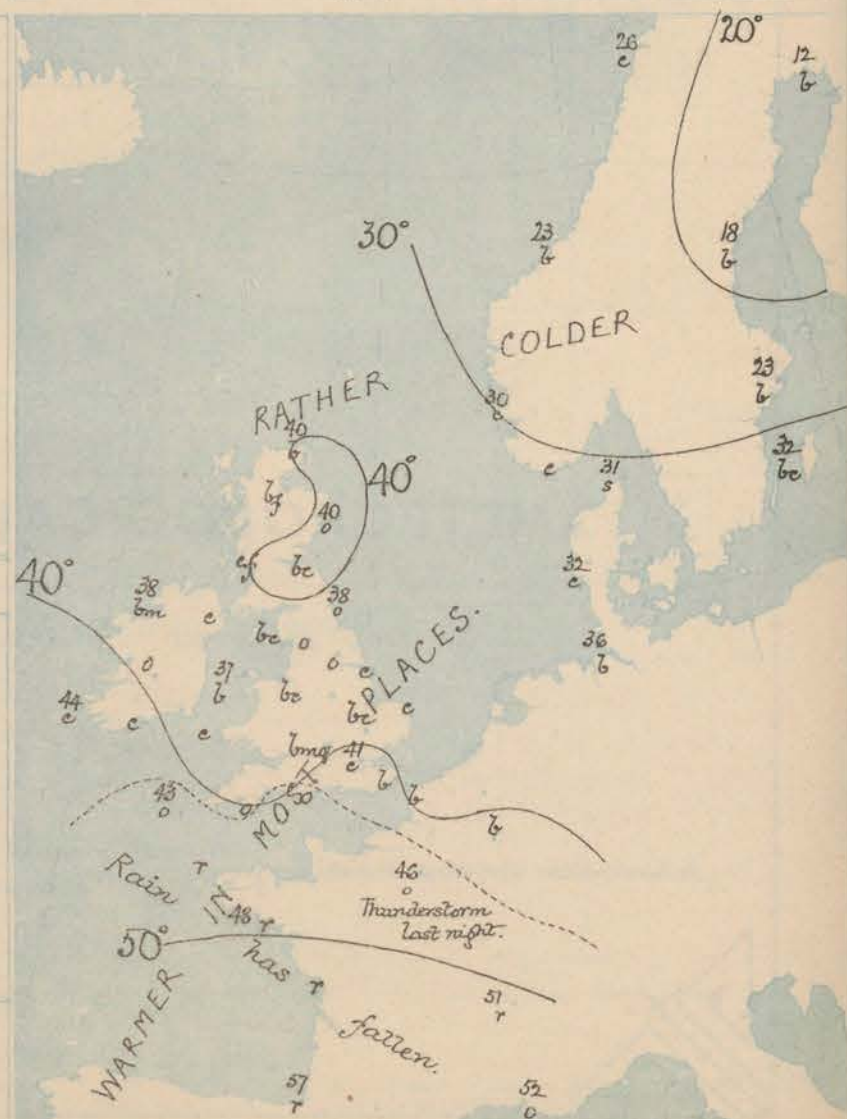 20°
26
c
12
b
30°
23
b
18
b
COLDER
23
b
RATHER
30
c
40
b
40°
32
bc
c
31
s
bf
40
o
cf
bc
32
c
40°
38
bm
c
38
o
bc
o
36
b
o
37
b
o
c
PLACES.
bc
44
c
c
c
bc
c
bmq
41
c
MOST
b
b
43
o
o
b
r
46
o
Rain
IN
Thunderstorm
last night.
48
r
50°
has
r
51
r
WARMER
fallen.
57
r
52
o